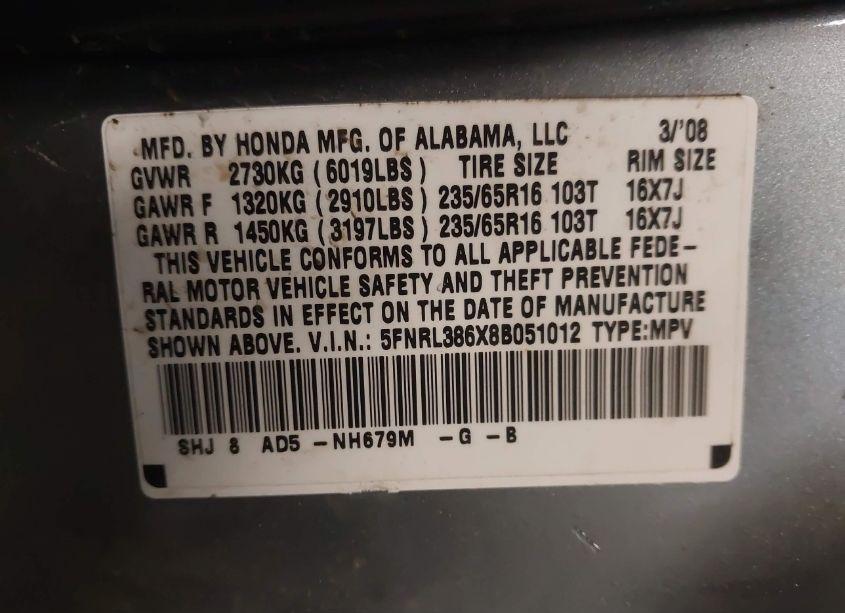 MFD. BY HONDA MFG. OF ALABAMA, LLC 3/'08
GVWR 2730KG (6019LBS) TIRE SIZE RIM SIZE
GAWR F 1320KG (2910LBS) 235/65R16 103T 16X7J
GAWR R 1450KG (3197LBS) 235/65R16 103T 16X7J
THIS VEHICLE CONFORMS TO ALL APPLICABLE FEDE-
RAL MOTOR VEHICLE SAFETY AND THEFT PREVENTION
STANDARDS IN EFFECT ON THE DATE OF MANUFACTURE
SHOWN ABOVE. V.I.N.: 5FNRL386X8B051012 TYPE:MPV
SHJ 8 AD5 -NH679M -G -B